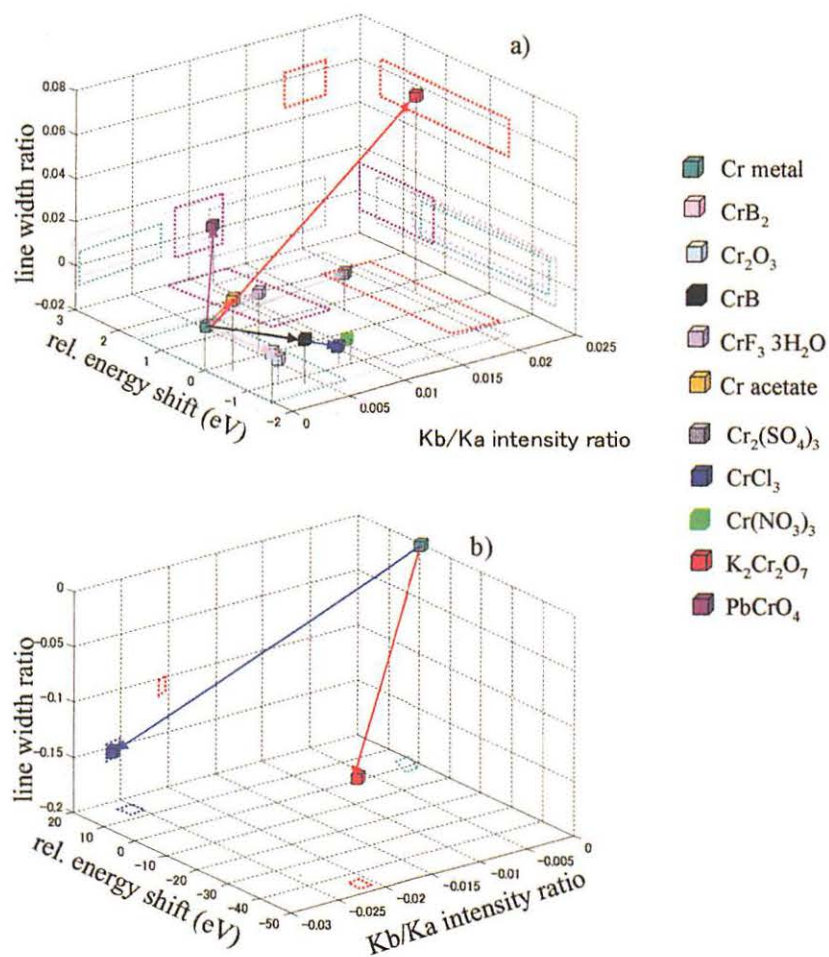 a)
0.08
0.06
0.04
0.02
0
-0.02
line width ratio
3
2
1
0
-1
-2
rel. energy shift (eV)
0
0.005
0.01
0.015
0.02
0.025
Kb/Ka intensity ratio
Cr metal
CrB₂
Cr₂O₃
CrB
CrF₃ 3H₂O
Cr acetate
Cr₂(SO₄)₃
CrCl₃
Cr(NO₃)₃
K₂Cr₂O₇
PbCrO₄
b)
0
-0.05
-0.1
-0.15
-0.2
line width ratio
20
10
0
-10
-20
-30
-40
-50
rel. energy shift (eV)
-0.03
-0.025
-0.02
-0.015
-0.01
-0.005
0
Kb/Ka intensity ratio